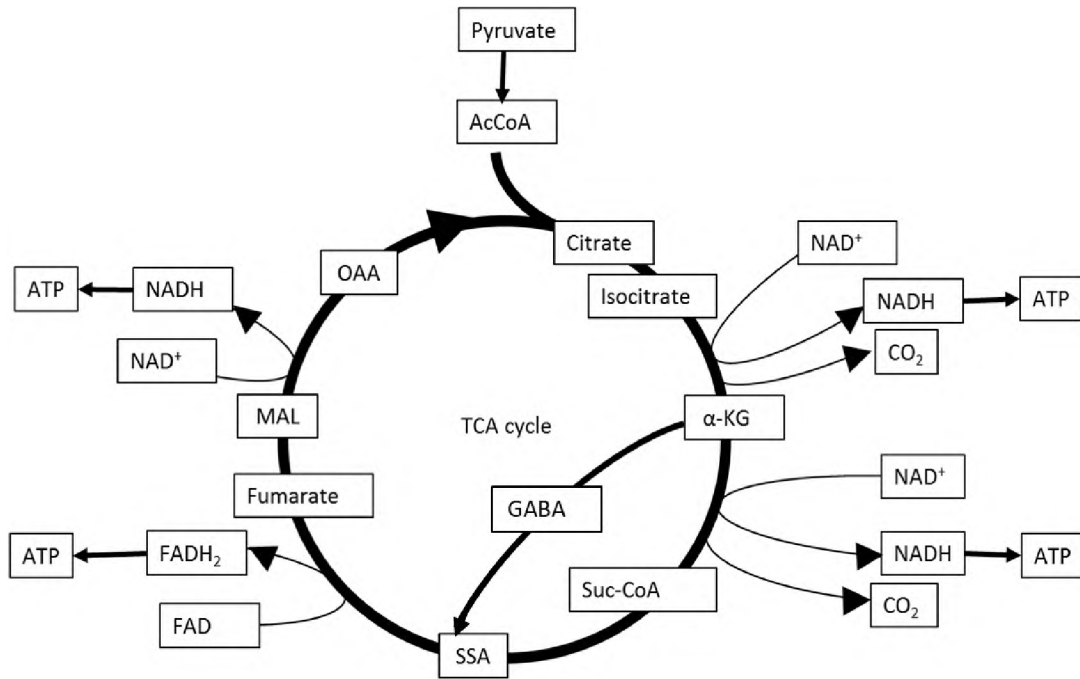 Pyruvate
AcCoA
Citrate
NAD⁺
OAA
ATP
NADH
Isocitrate
NADH
ATP
CO₂
NAD⁺
MAL
TCA cycle
α-KG
Fumarate
GABA
NAD⁺
ATP
FADH₂
NADH
ATP
Suc-CoA
CO₂
FAD
SSA